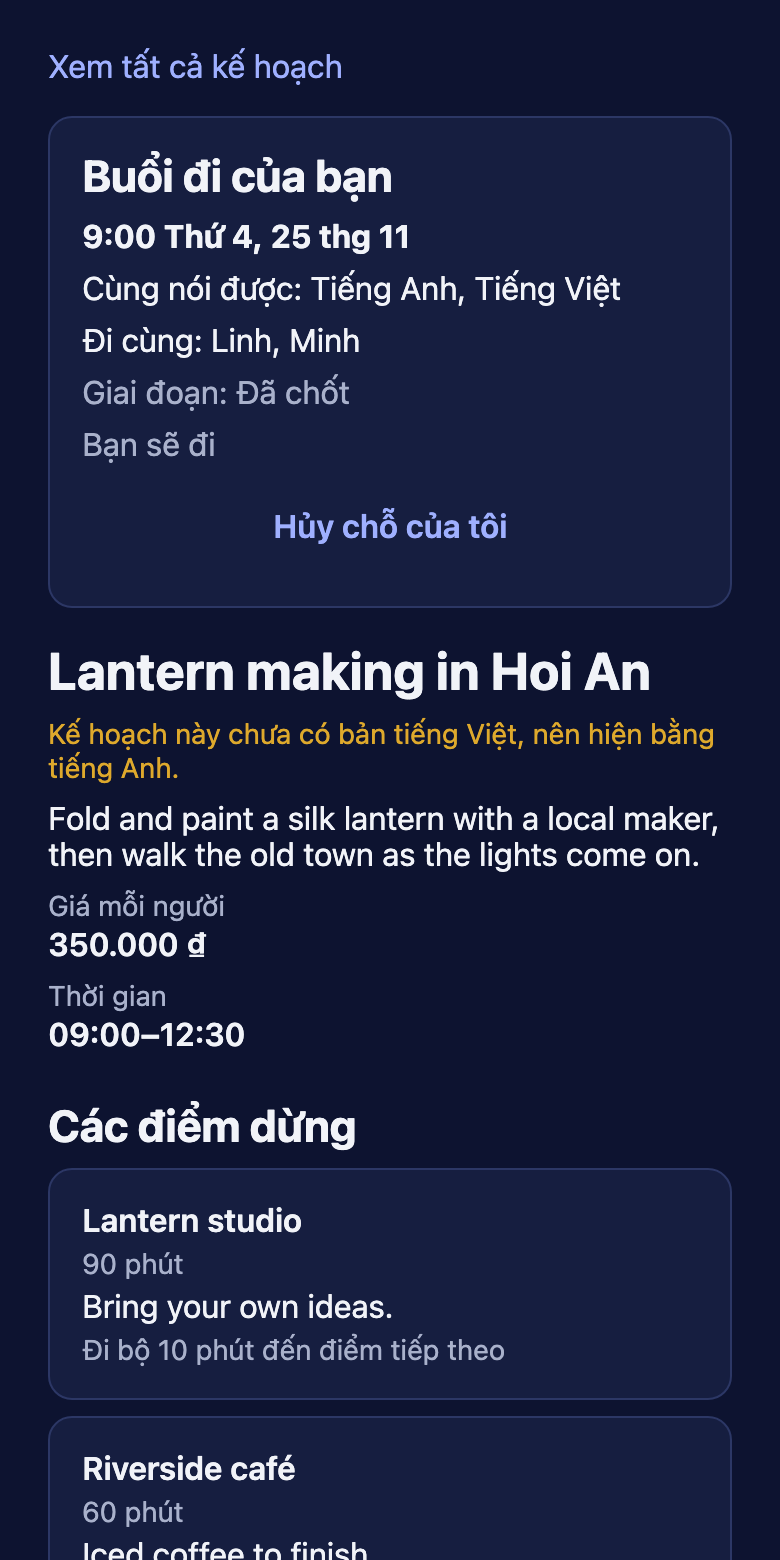 Xem tất cả kế hoạch
Buổi đi của bạn
9:00 Thứ 4, 25 thg 11
Cùng nói được: Tiếng Anh, Tiếng Việt
Đi cùng: Linh, Minh
Giai đoạn: Đã chốt
Bạn sẽ đi
Hủy chỗ của tôi
Lantern making in Hoi An
Kế hoạch này chưa có bản tiếng Việt, nên hiện bằng
tiếng Anh.
Fold and paint a silk lantern with a local maker,
then walk the old town as the lights come on.
Giá mỗi người
350.000 ₫
Thời gian
09:00–12:30
Các điểm dừng
Lantern studio
90 phút
Bring your own ideas.
Đi bộ 10 phút đến điểm tiếp theo
Riverside café
60 phút
Iced coffee to finish